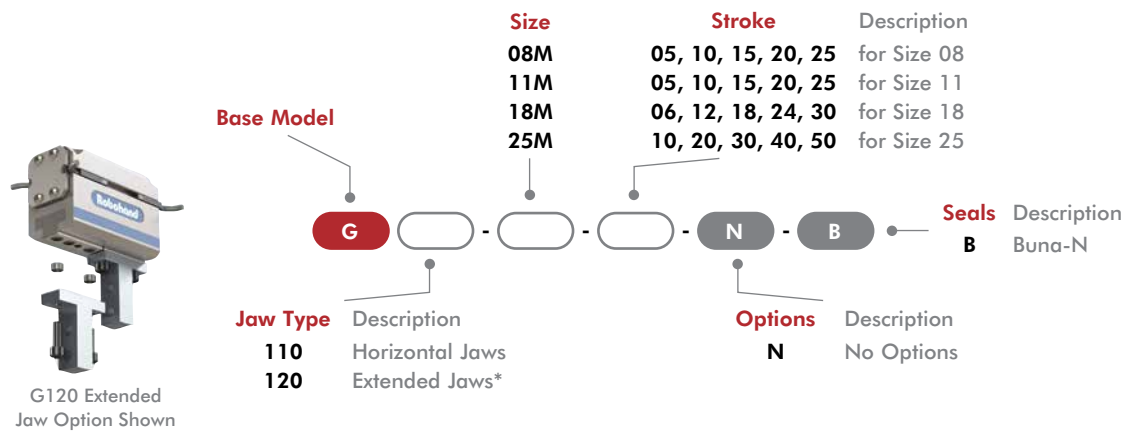 Size Stroke Description
08M 05, 10, 15, 20, 25 for Size 08
11M 05, 10, 15, 20, 25 for Size 11
18M 06, 12, 18, 24, 30 for Size 18
25M 10, 20, 30, 40, 50 for Size 25
Base Model
Robohand
G - - - N - B
Seals Description
B Buna-N
Jaw Type Description
110 Horizontal Jaws
120 Extended Jaws*
Options Description
N No Options
G120 Extended
Jaw Option Shown